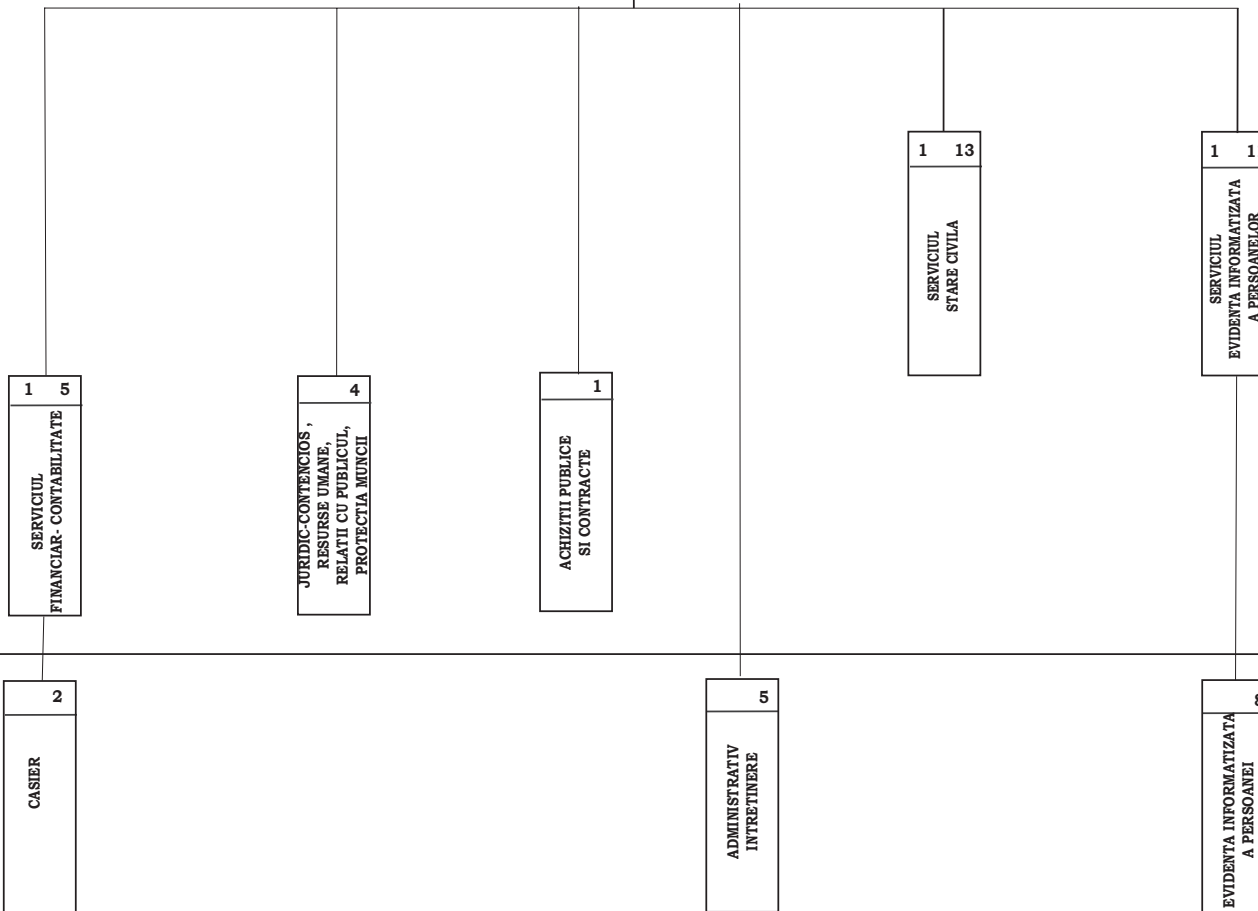 1 13
SERVICIUL
STARE CIVILA
1
SERVICIUL
EVIDENTA INFORMATIZATA
A PERSOANELOR
1 5
SERVICIUL
FINANCIAR- CONTABILITATE
4
JURIDIC-CONTENCIOS ,
RESURSE UMANE,
RELATII CU PUBLICUL,
PROTECTIA MUNCII
1
ACHIZITII PUBLICE
SI CONTRACTE
2
CASIER
5
ADMINISTRATIV
INTRETINERE
EVIDENTA INFORMATIZATA
A PERSOANEI